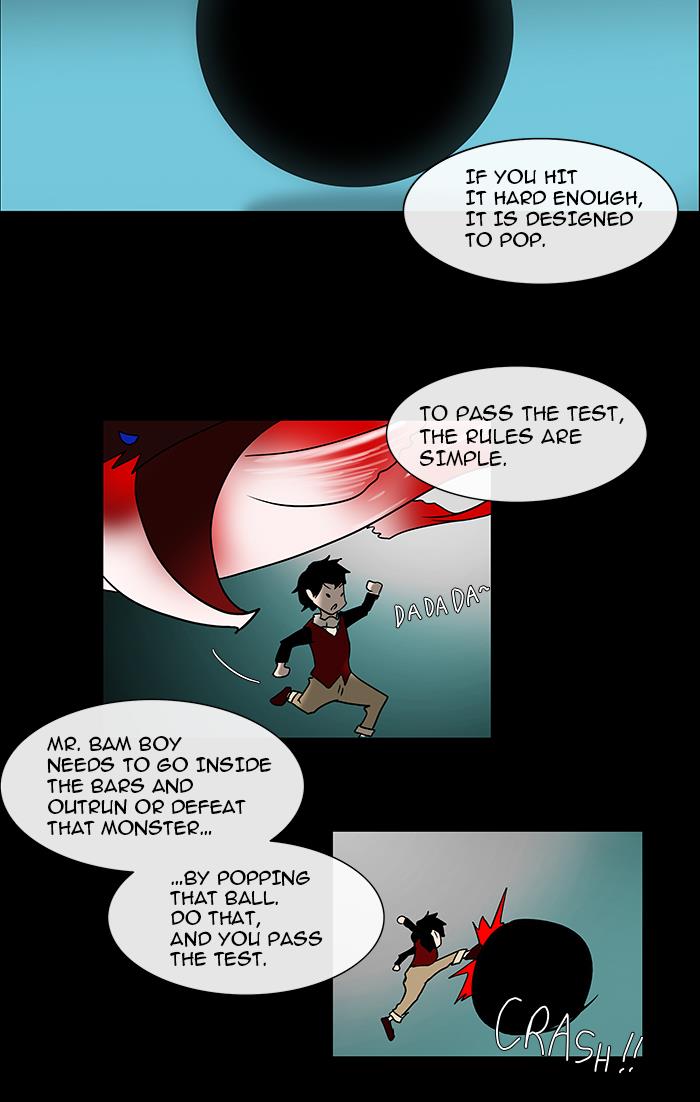 IF YOU HIT
IT HARD ENOUGH,
IT IS DESIGNED
TO POP.
TO PASS THE TEST,
THE RULES ARE
SIMPLE.
DADADA~
MR. BAM BOY
NEEDS TO GO INSIDE
THE BARS AND
OUTRUN OR DEFEAT
THAT MONSTER...
...BY POPPING
THAT BALL.
DO THAT,
AND YOU PASS
THE TEST.
CRASH!!